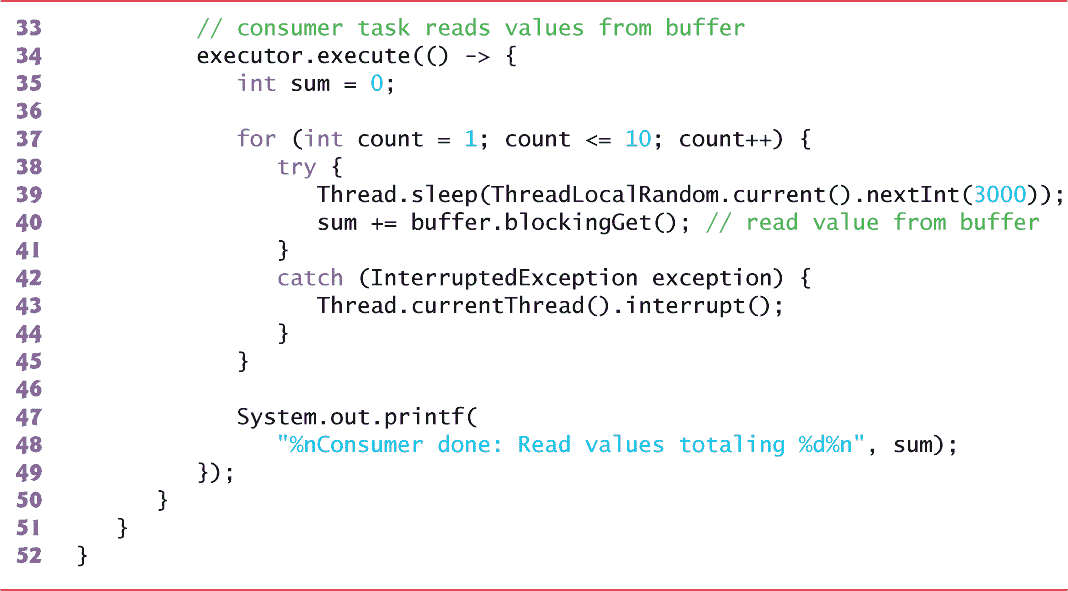 33 // consumer task reads values from buffer
34 executor.execute(() -> {
35 int sum = 0;
36
37 for (int count = 1; count <= 10; count++) {
38 try {
39 Thread.sleep(ThreadLocalRandom.current().nextInt(3000));
40 sum += buffer.blockingGet(); // read value from buffer
41 }
42 catch (InterruptedException exception) {
43 Thread.currentThread().interrupt();
44 }
45 }
46
47 System.out.printf(
48 "%nConsumer done: Read values totaling %d%n", sum);
49 });
50 }
51 }
52 }